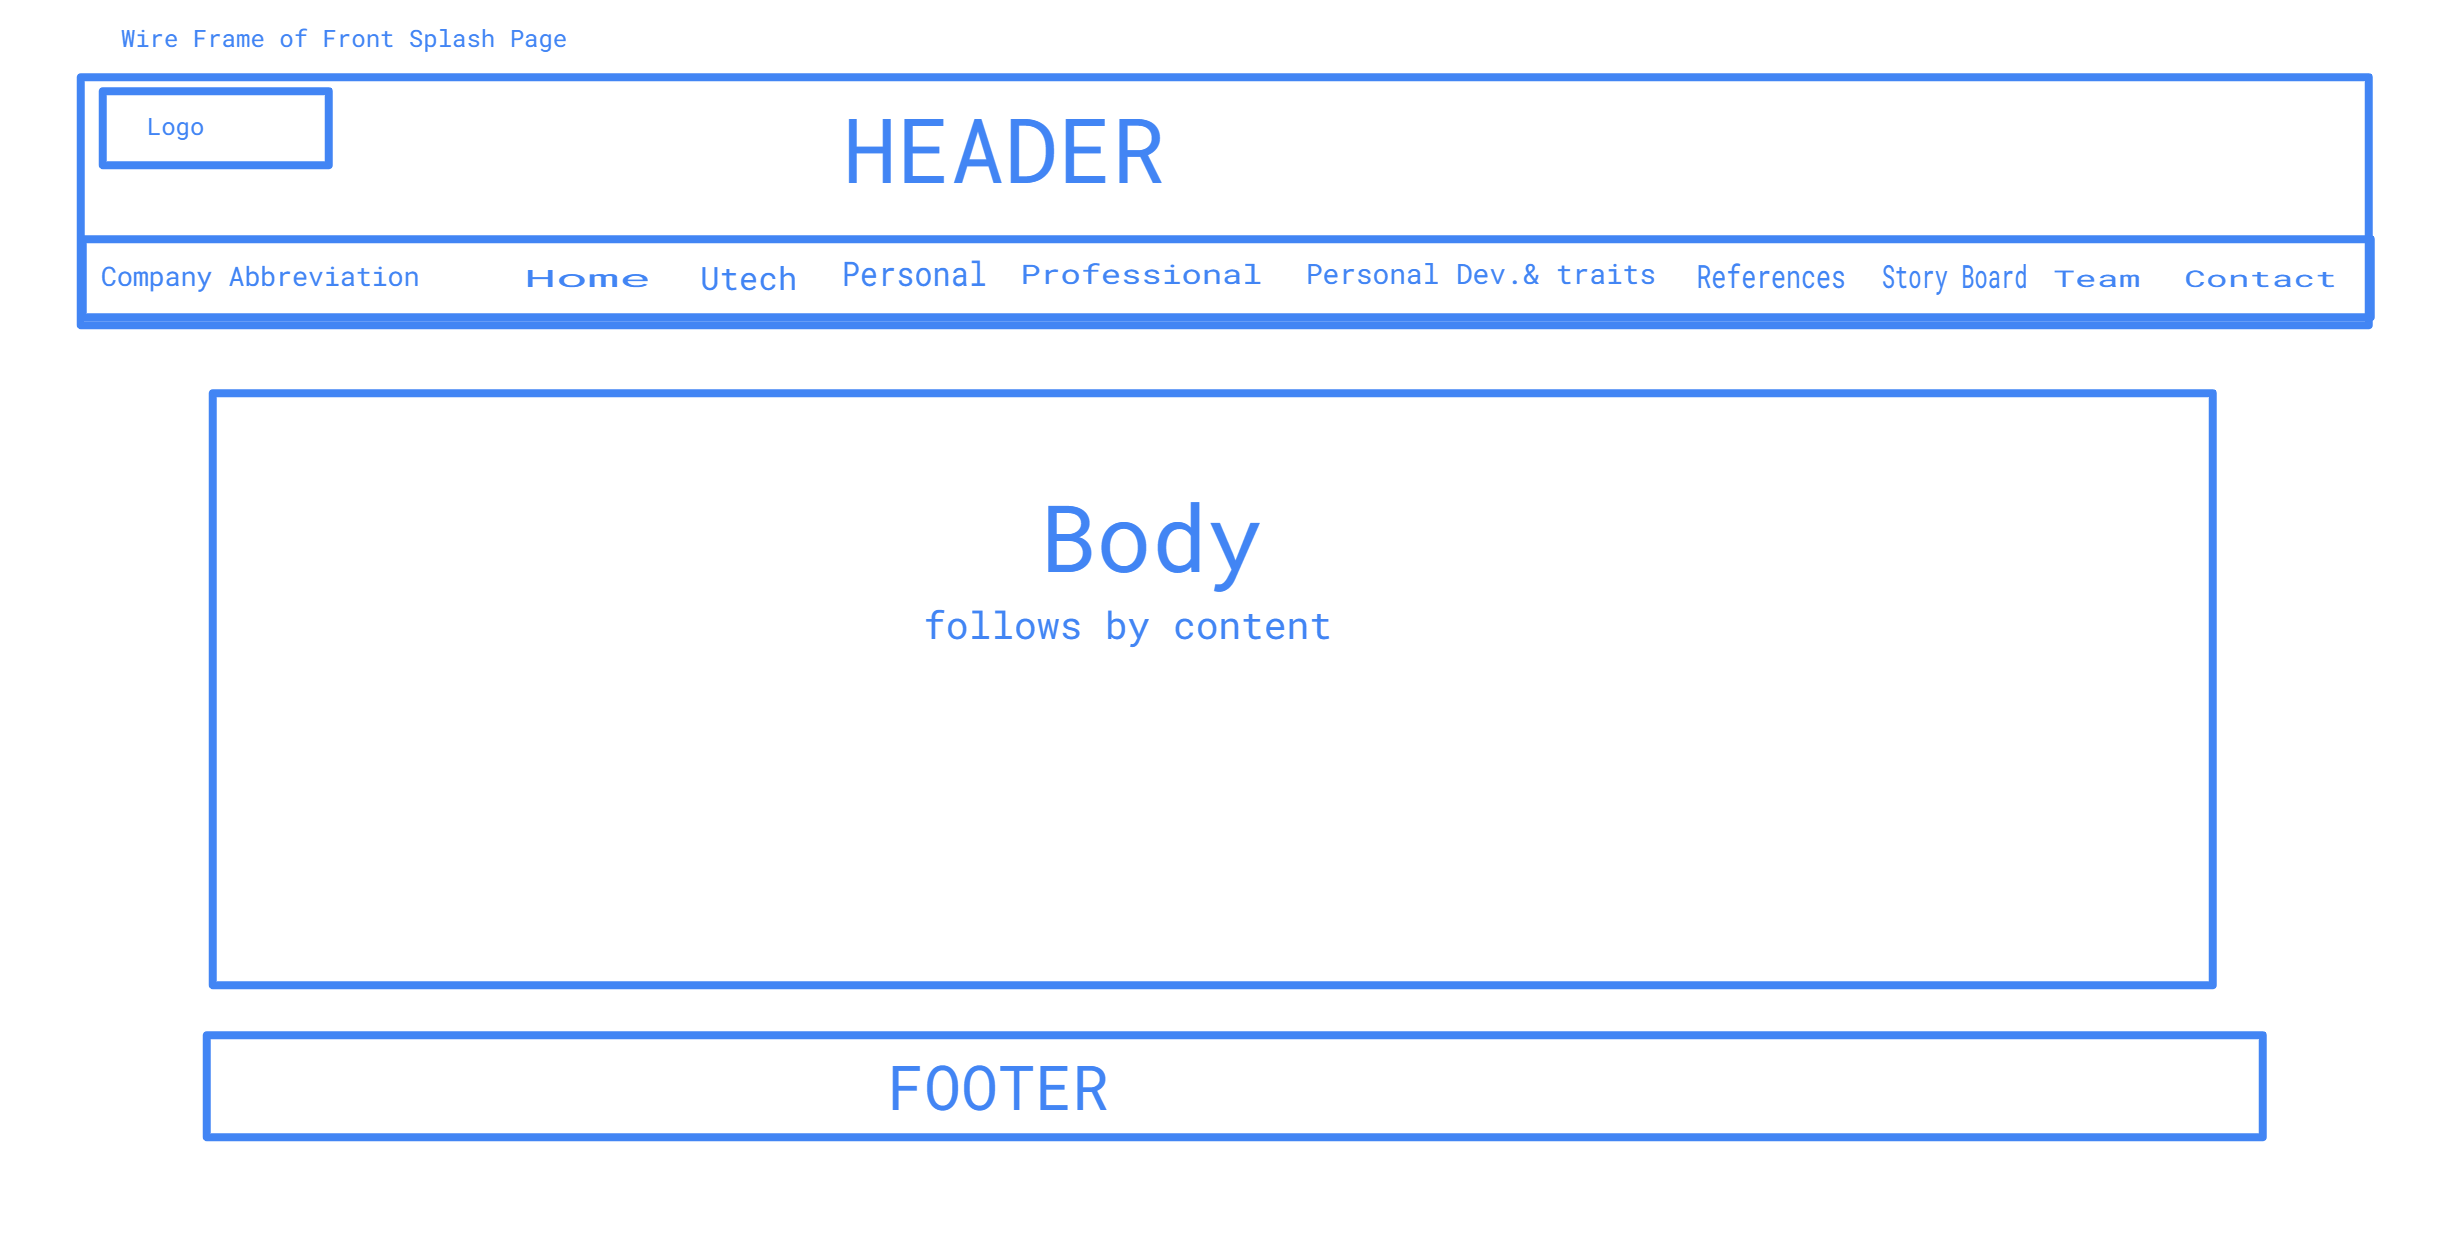 Wire Frame of Front Splash Page
Logo
HEADER
Company Abbreviation Home Utech Personal Professional Personal Dev.& traits References Story Board Team Contact
Body
follows by content
FOOTER